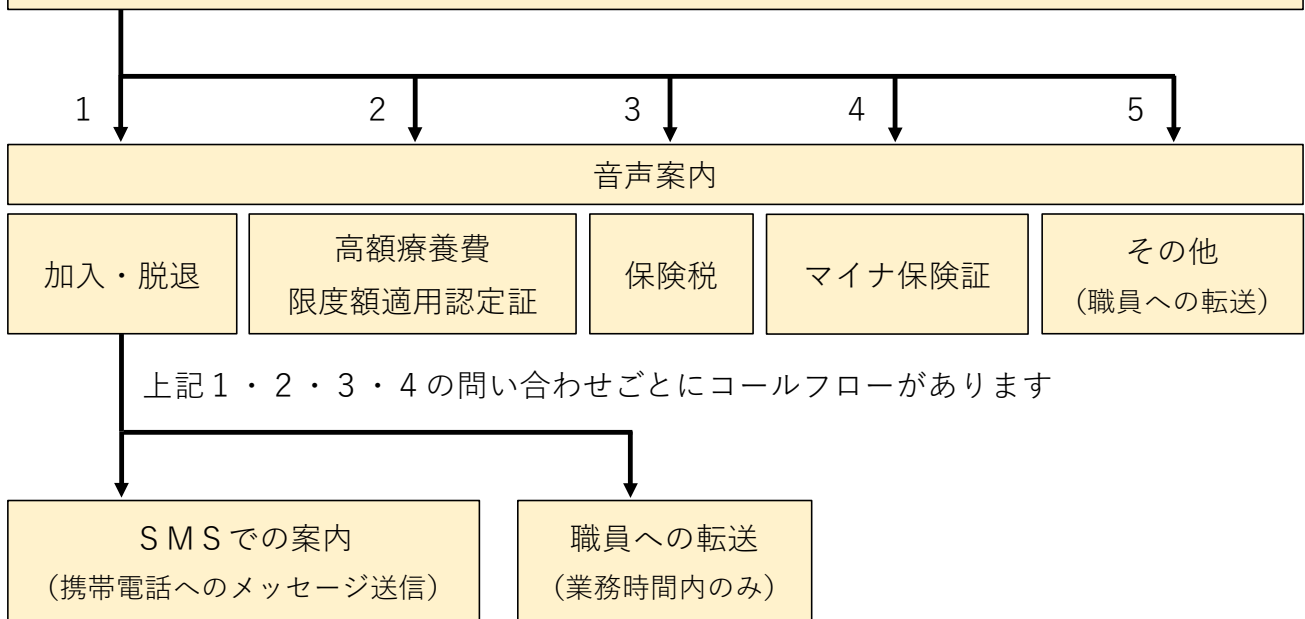 1
2
3
4
5
音声案内
加入・脱退
高額療養費
限度額適用認定証
保険税
マイナ保険証
その他
（職員への転送）
上記１・２・３・４の問い合わせごとにコールフローがあります
ＳＭＳでの案内
（携帯電話へのメッセージ送信）
職員への転送
（業務時間内のみ）